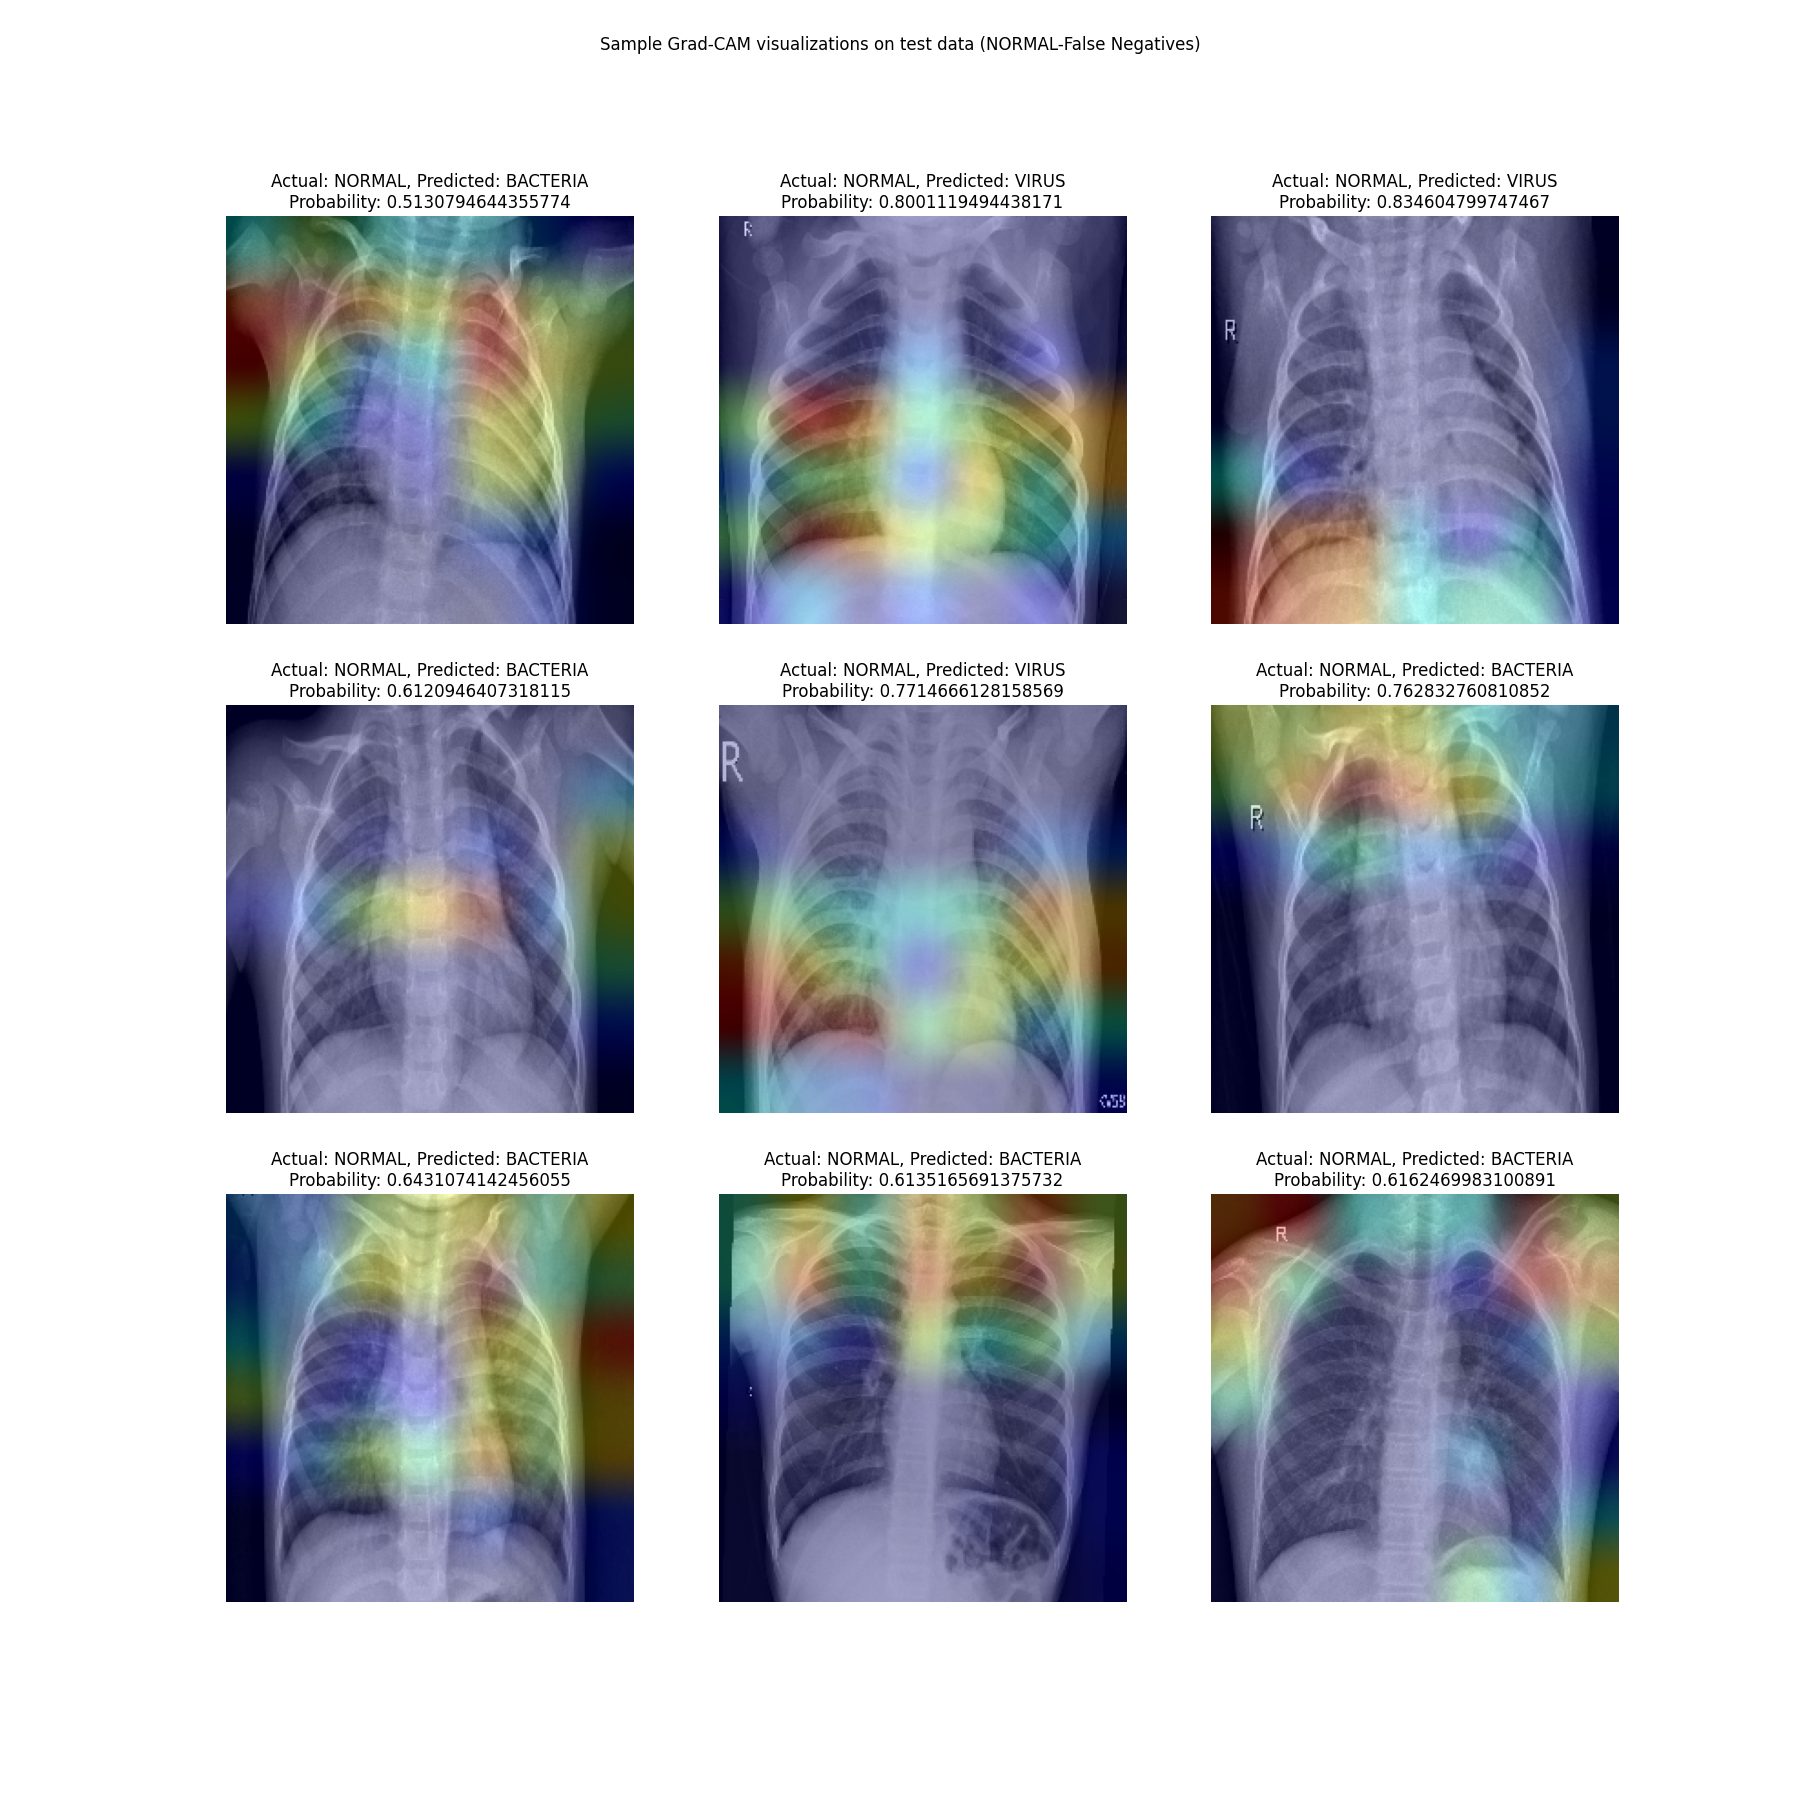 Sample Grad-CAM visualizations on test data (NORMAL-False Negatives)
Actual: NORMAL, Predicted: BACTERIA
Probability: 0.5130794644355774
Actual: NORMAL, Predicted: VIRUS
Probability: 0.8001119494438171
Actual: NORMAL, Predicted: VIRUS
Probability: 0.834604799747467
R
R
Actual: NORMAL, Predicted: BACTERIA
Probability: 0.6120946407318115
Actual: NORMAL, Predicted: VIRUS
Probability: 0.7714666128158569
Actual: NORMAL, Predicted: BACTERIA
Probability: 0.762832760810852
R
R
Actual: NORMAL, Predicted: BACTERIA
Probability: 0.6431074142456055
Actual: NORMAL, Predicted: BACTERIA
Probability: 0.6135165691375732
Actual: NORMAL, Predicted: BACTERIA
Probability: 0.6162469983100891
R